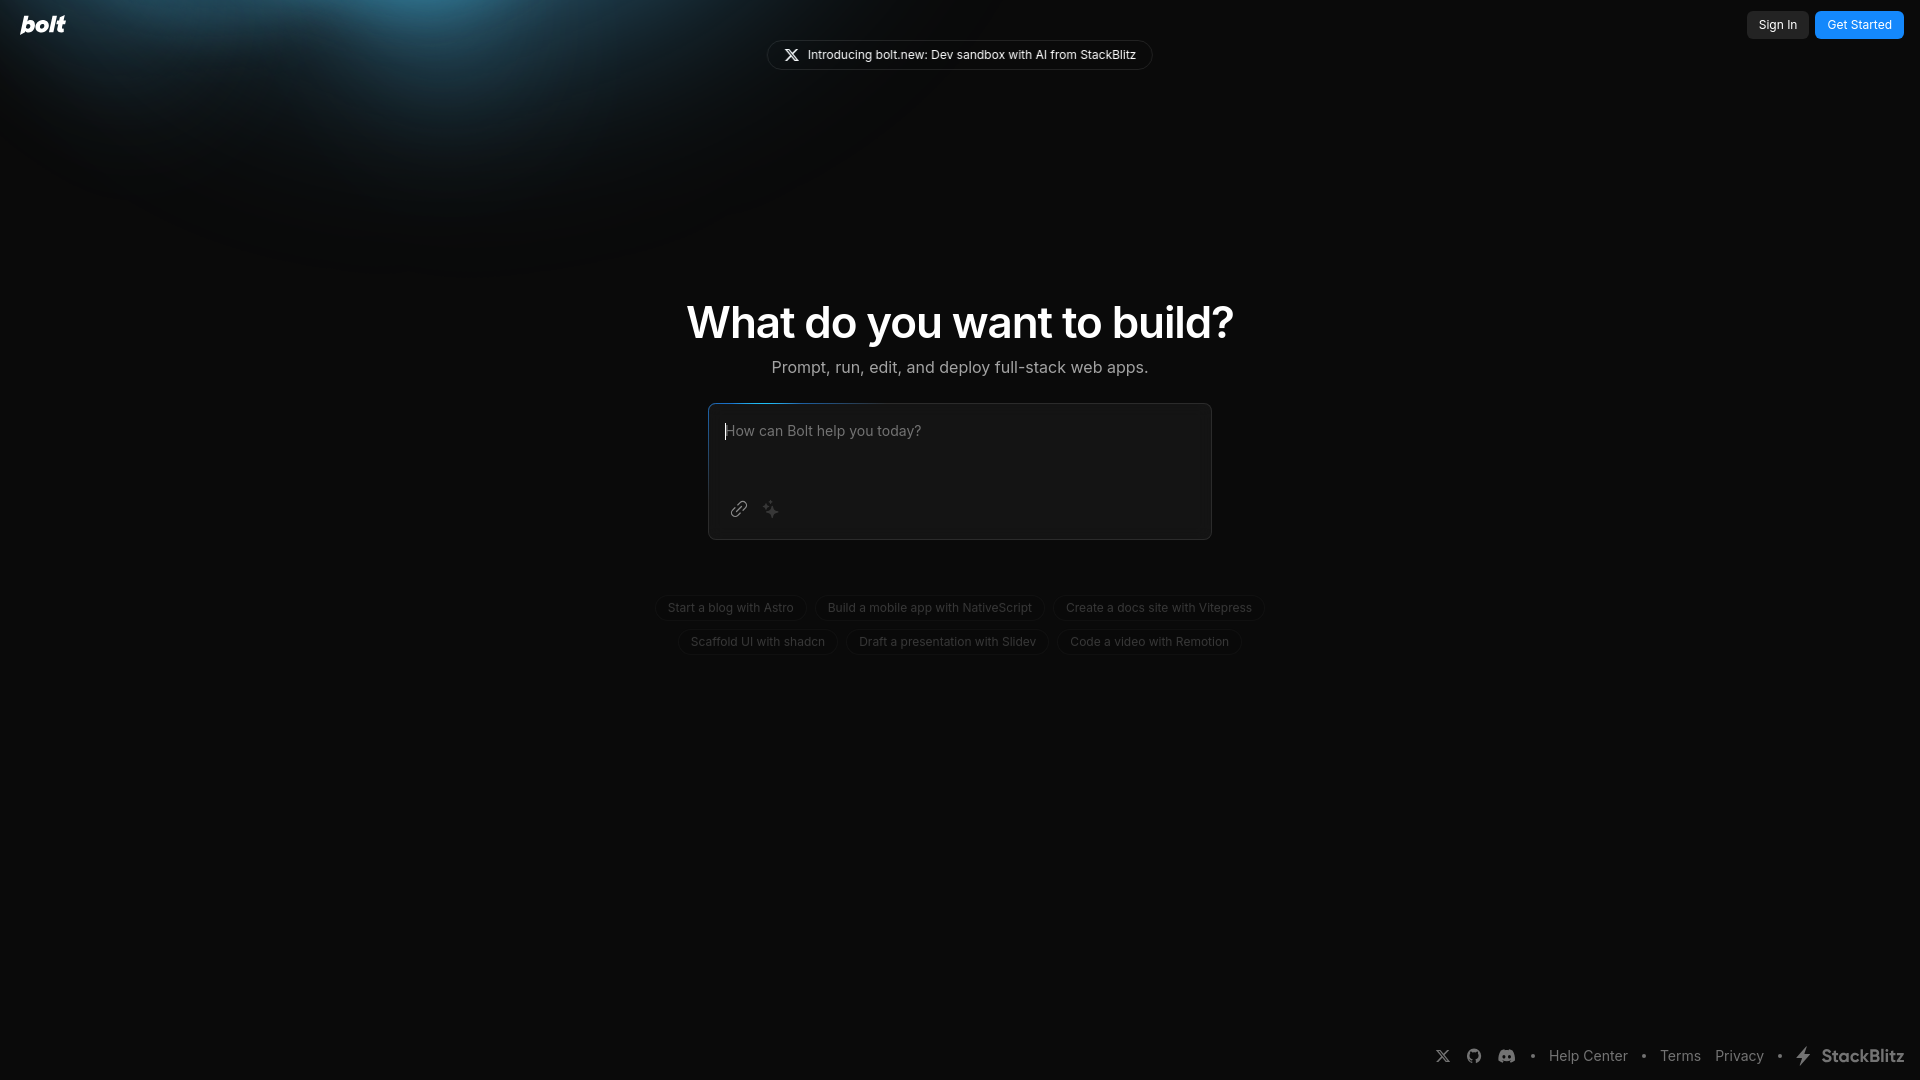 bolt
Sign In
Get Started
Introducing bolt.new: Dev sandbox with AI from StackBlitz
What do you want to build?
Prompt, run, edit, and deploy full-stack web apps.
How can Bolt help you today?
Start a blog with Astro
Build a mobile app with NativeScript
Create a docs site with Vitepress
Scaffold UI with shadcn
Draft a presentation with Slidev
Code a video with Remotion
Help Center
Terms
Privacy
StackBlitz